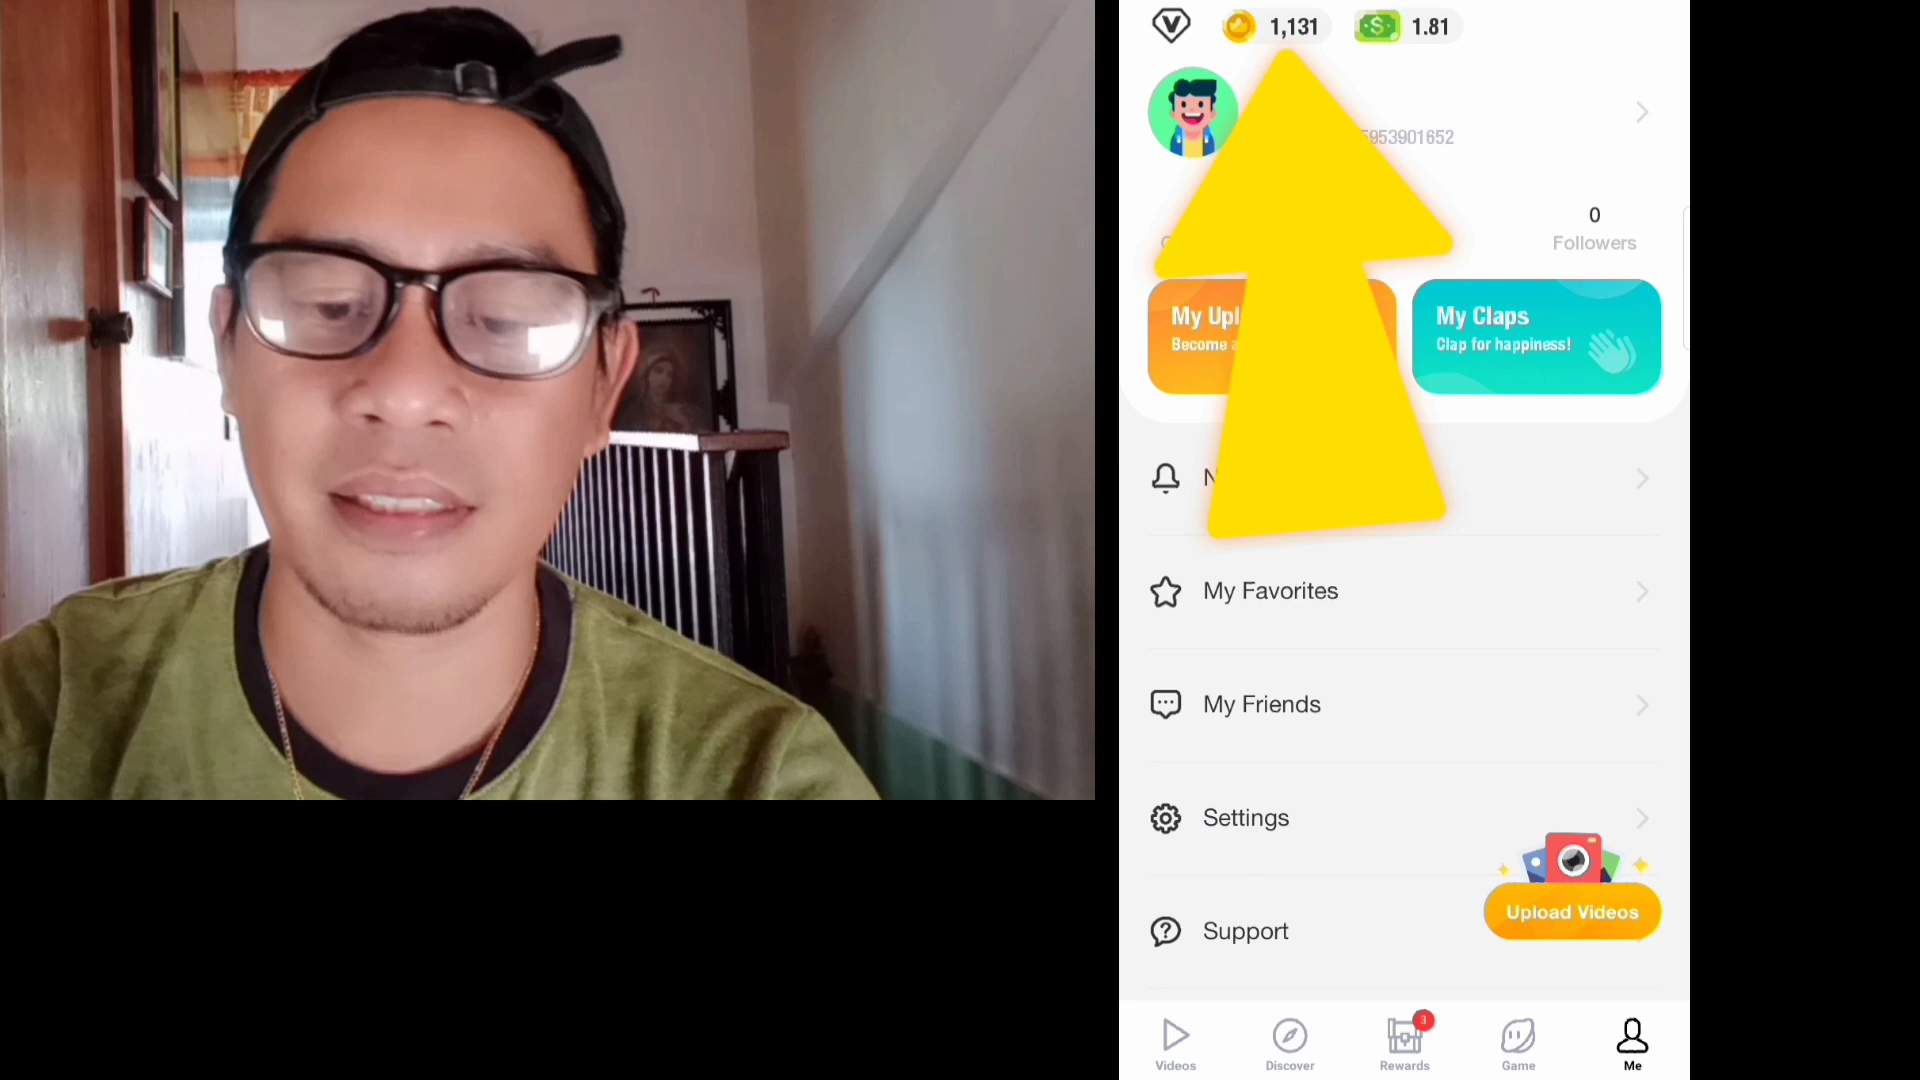 1,131
1.81
5953901652
0
Followers
My Upl
Become a
My Claps
Clap for happiness!
My Favorites
My Friends
Settings
Upload Videos
Support
3
Videos
Discover
Rewards
Game
Me